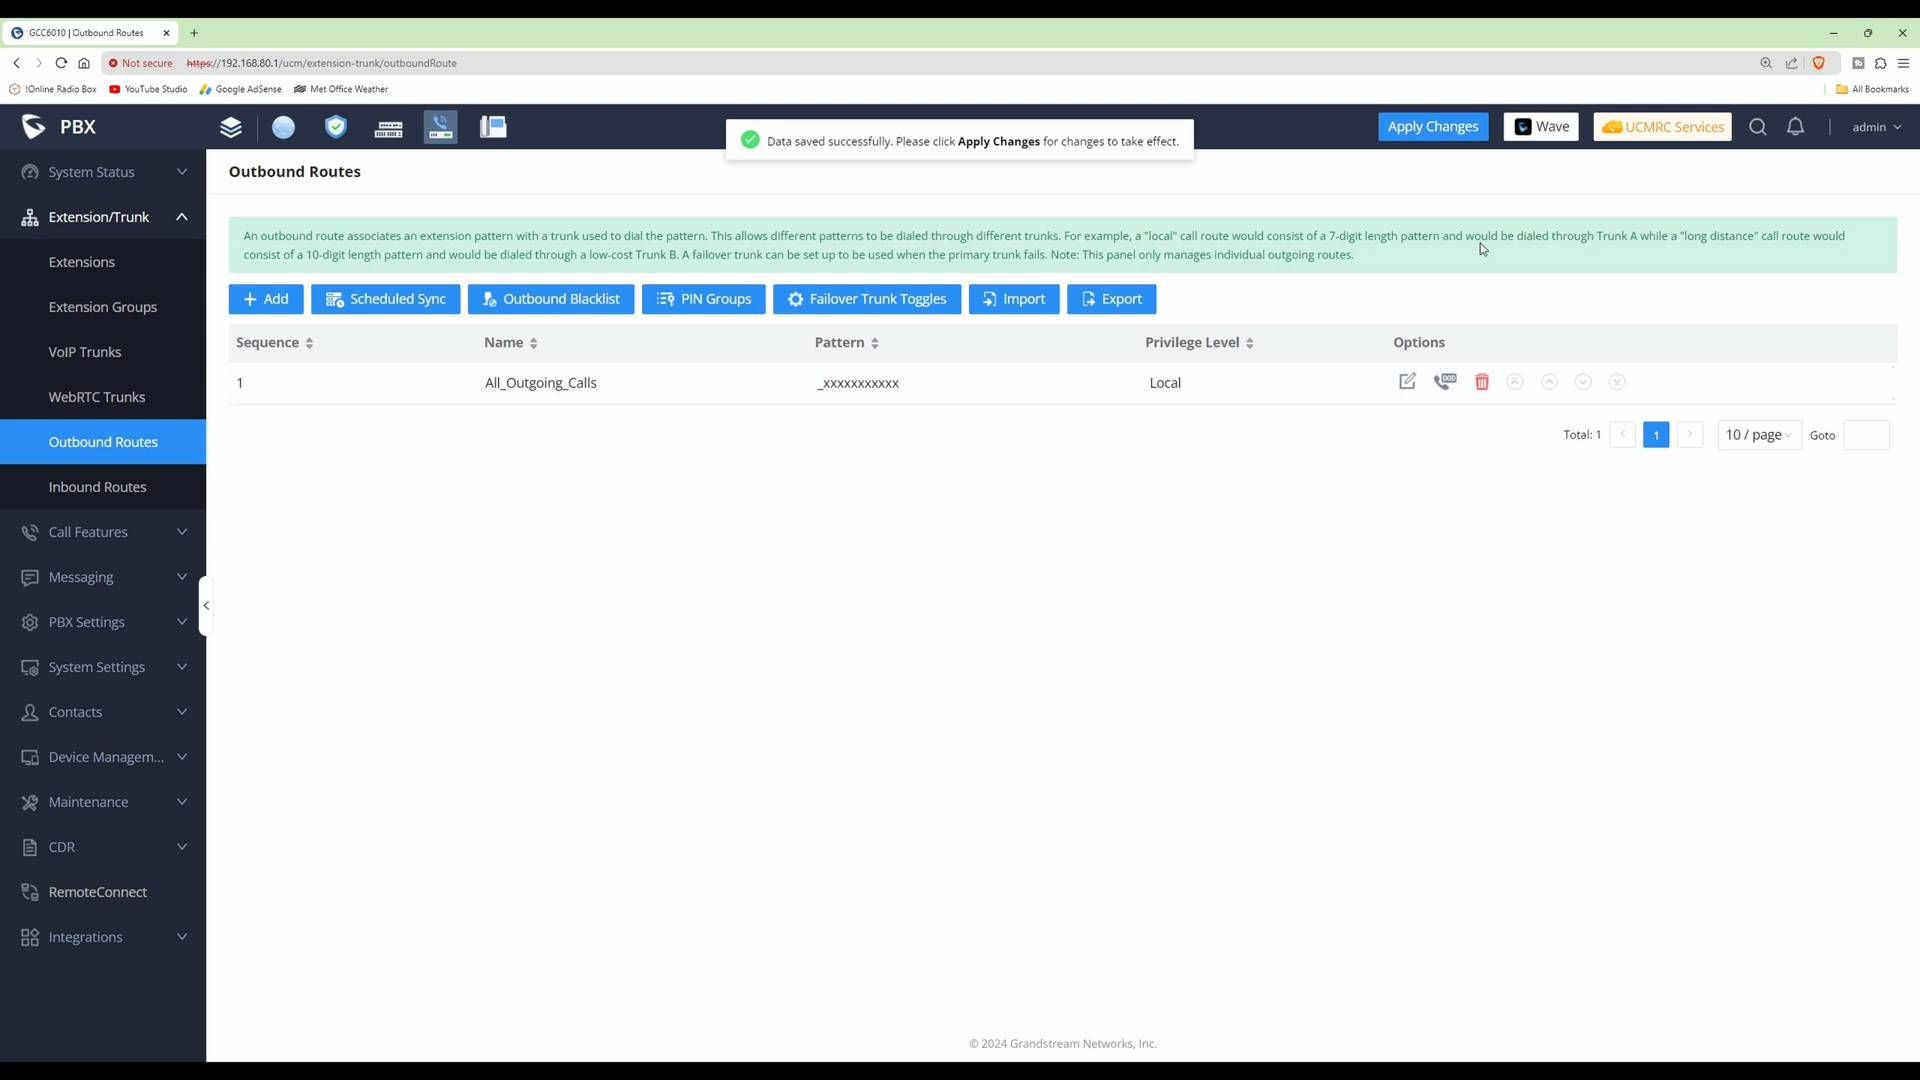 GCC6010 | Outbound Routes
Not secure https://192.168.80.1/ucm/extension-trunk/outboundRoute
!Online Radio Box YouTube Studio Google AdSense Met Office Weather All Bookmarks
PBX
Data saved successfully. Please click Apply Changes for changes to take effect.
Apply Changes Wave UCMRC Services admin
System Status
Extension/Trunk
Extensions
Extension Groups
VoIP Trunks
WebRTC Trunks
Outbound Routes
Inbound Routes
Call Features
Messaging
PBX Settings
System Settings
Contacts
Device Managem...
Maintenance
CDR
RemoteConnect
Integrations
Outbound Routes
An outbound route associates an extension pattern with a trunk used to dial the pattern. This allows different patterns to be dialed through different trunks. For example, a "local" call route would consist of a 7-digit length pattern and would be dialed through Trunk A while a "long distance" call route would
consist of a 10-digit length pattern and would be dialed through a low-cost Trunk B. A failover trunk can be set up to be used when the primary trunk fails. Note: This panel only manages individual outgoing routes.
+ Add Scheduled Sync Outbound Blacklist PIN Groups Failover Trunk Toggles Import Export
Sequence Name Pattern Privilege Level Options
1 All_Outgoing_Calls _xxxxxxxxxxx Local DOD
Total: 1 < 1 > 10 / page Goto
© 2024 Grandstream Networks, Inc.